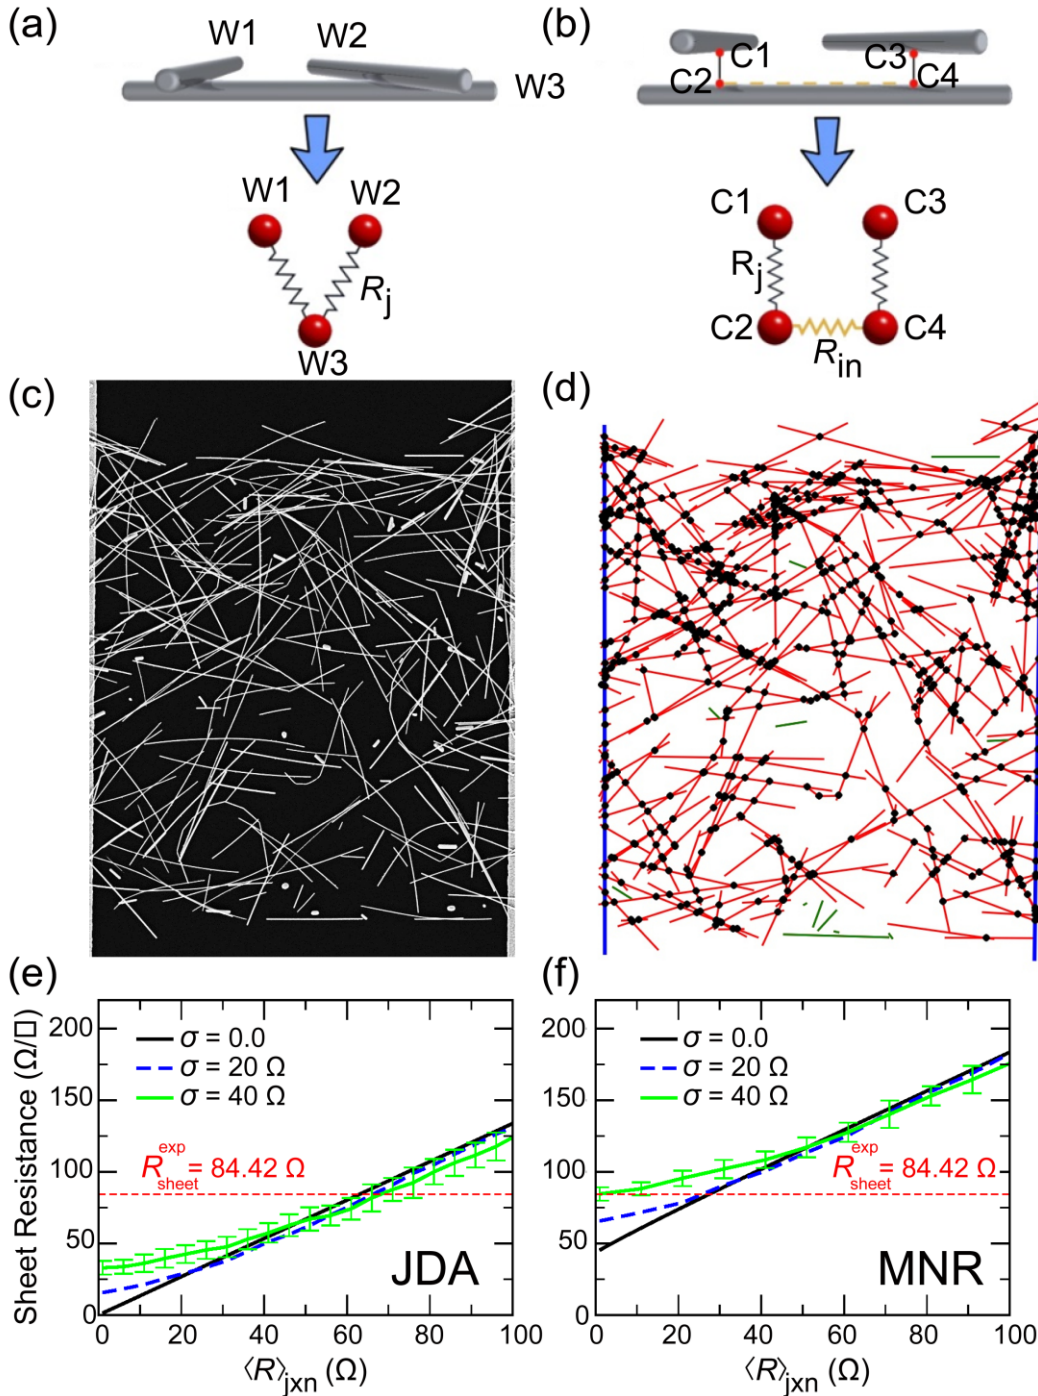 (a)
W1
W2
W3
W1
W2
Rj
W3
(b)
C1
C3
C2
C4
C1
C3
Rj
C2
C4
Rin
(c)
(d)
(e)
Sheet Resistance (Ω/□)
200
150
100
50
0
σ = 0.0
σ = 20 Ω
σ = 40 Ω
R exp sheet = 84.42 Ω
JDA
0 20 40 60 80 100
⟨R⟩jxn (Ω)
(f)
200
150
100
50
0
σ = 0.0
σ = 20 Ω
σ = 40 Ω
R exp sheet = 84.42 Ω
MNR
0 20 40 60 80 100
⟨R⟩jxn (Ω)